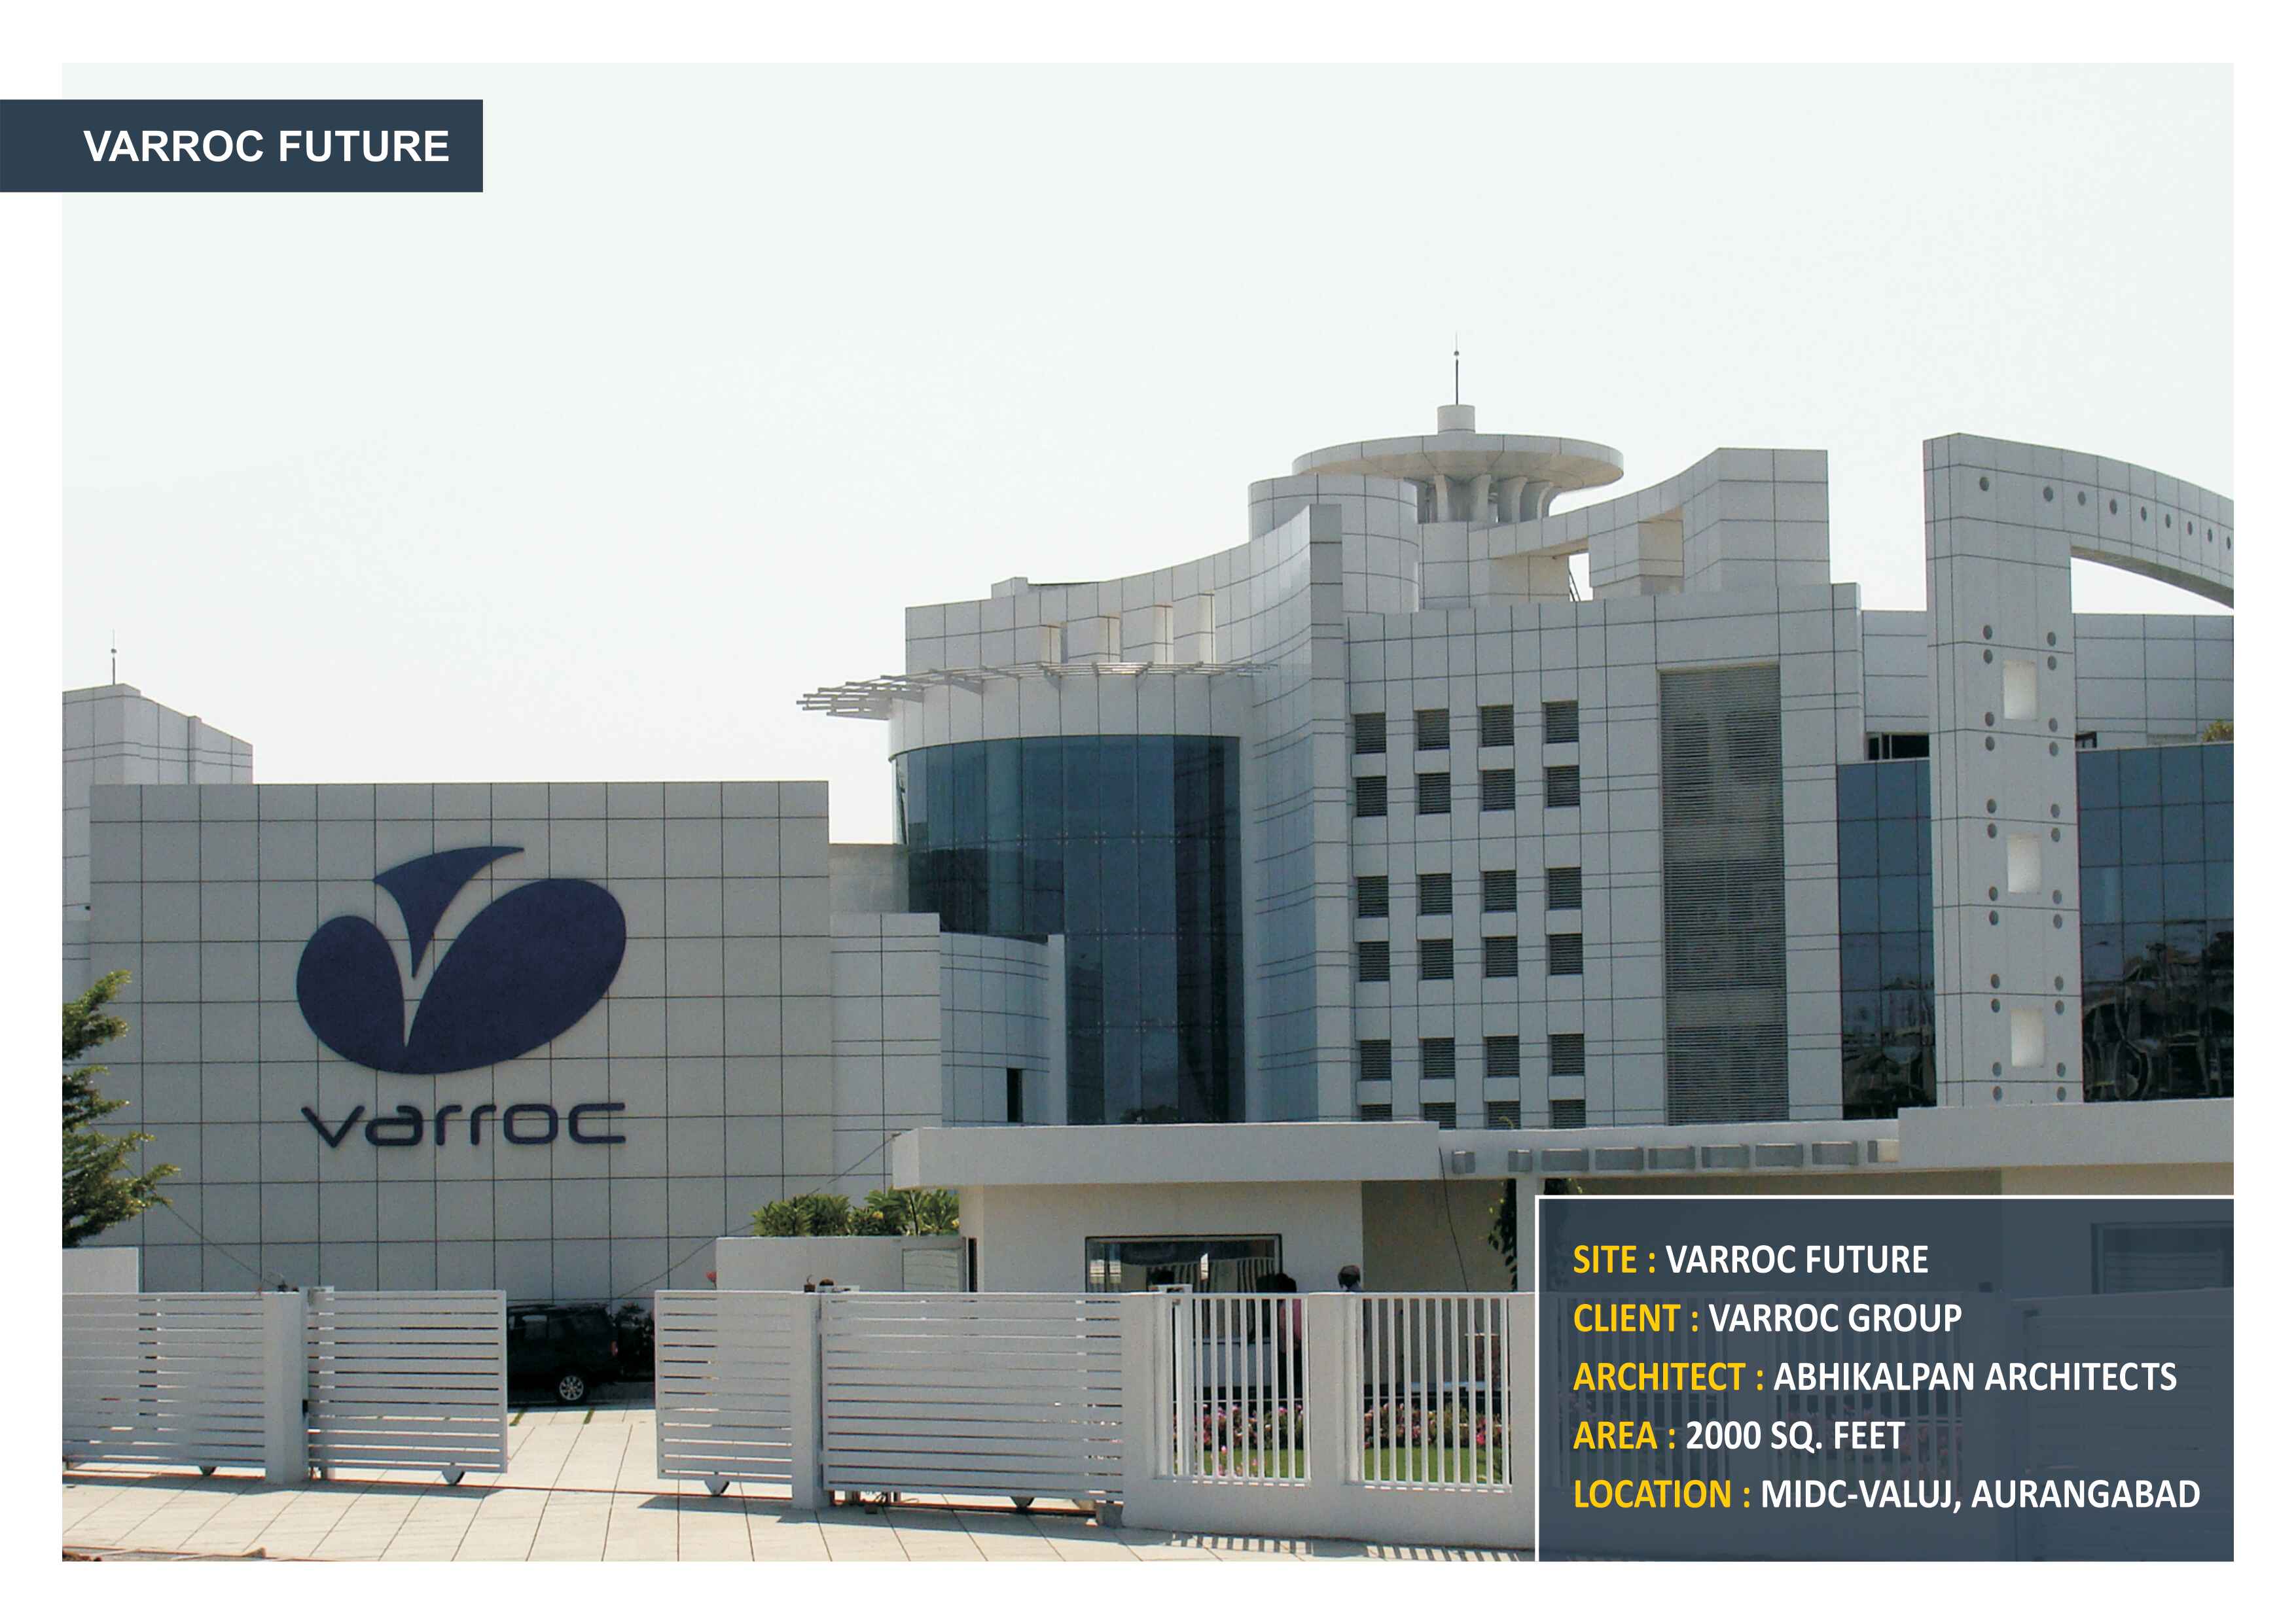 VARROC FUTURE
varroc
SITE : VARROC FUTURE
CLIENT : VARROC GROUP
ARCHITECT : ABHIKALPAN ARCHITECTS
AREA : 2000 SQ. FEET
LOCATION : MIDC-VALUJ, AURANGABAD